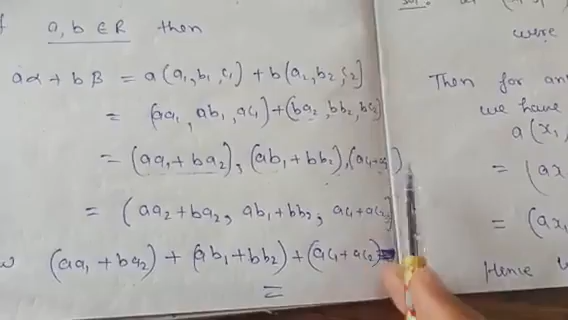 a, b ∈ R then
aα + bβ = a(a₁, b₁, c₁) + b(a₂, b₂, c₂]
= (aa₁, ab₁, ac₁) + (ba₂, bb₂, bc₂]
= (aa₁ + ba₂), (ab₁ + bb₂), (ac₁+ )
= (aa₂ + ba₂, ab₁ + bb₂, ac₁ + ac₂]
(aa₁ + ba₂) + (ab₁ + bb₂) + (ac₁ + ac₂)
=
were
Then for an
we have
a(x₁,
= (ax
= (ax₁
Hence